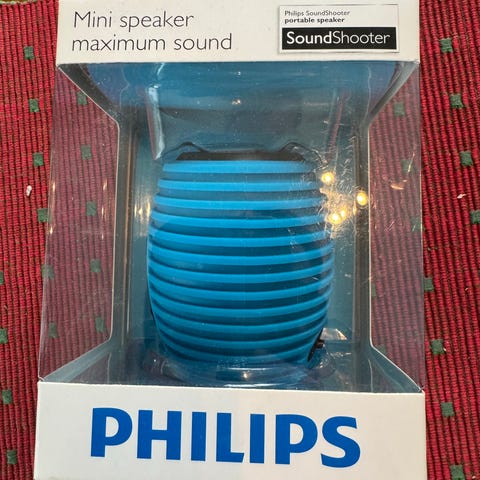 Mini speaker
maximum sound
Philips SoundShooter
portable speaker
SoundShooter
PHILIPS